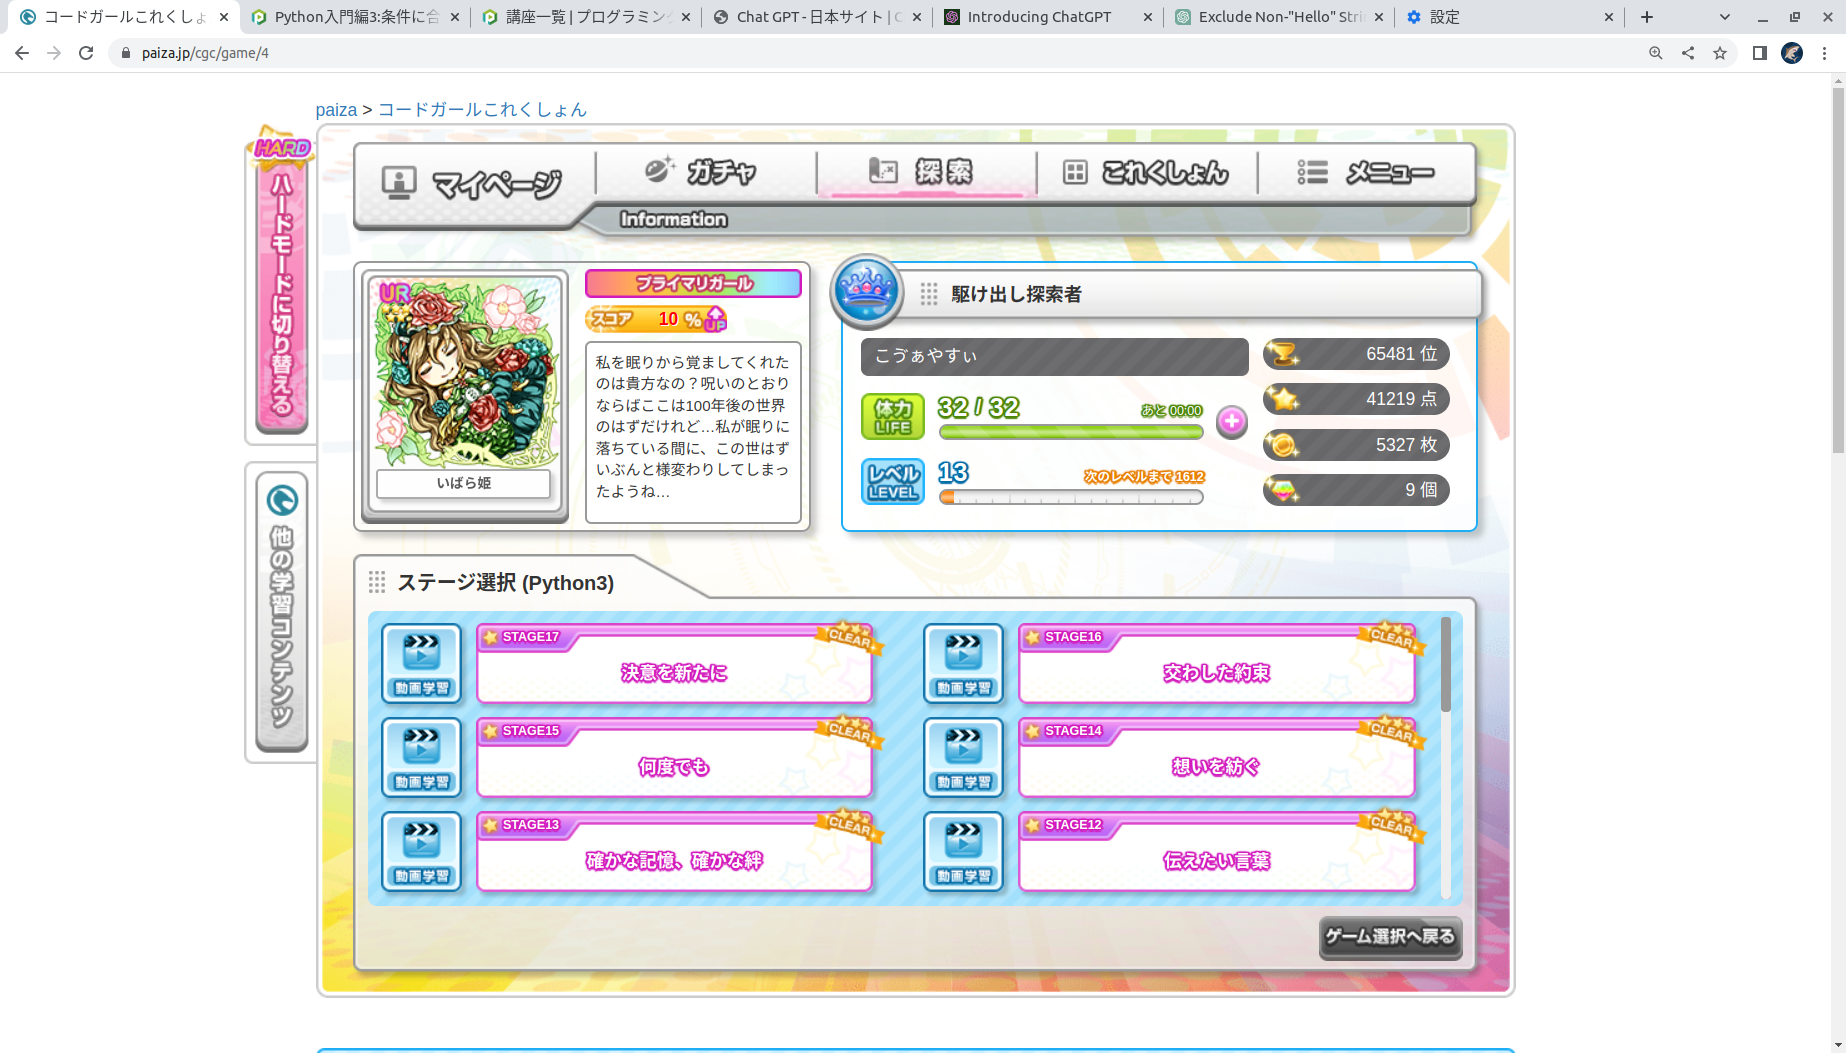 コードガールこれくしょ
Python入門編3:条件に合
講座一覧 | プログラミン
Chat GPT - 日本サイト | C
Introducing ChatGPT
Exclude Non-"Hello" Stri
設定
paiza.jp/cgc/game/4
paiza > コードガールこれくしょん
HARD
ハードモードに切り替える
他の学習コンテンツ
マイページ
ガチャ
探索
これくしょん
メニュー
Information
UR
いばら姫
プライマリガール
スコア 10 % UP
私を眠りから覚ましてくれた
のは貴方なの？呪いのとおり
ならばここは100年後の世界
のはずだけれど…私が眠りに
落ちている間に、この世はず
いぶんと様変わりしてしまっ
たようね…
駆け出し探索者
こゔぁやすぃ
体力 LIFE
32 / 32
あと 00:00
レベル LEVEL
13
次のレベルまで 1612
65481 位
41219 点
5327 枚
9 個
ステージ選択 (Python3)
動画学習
STAGE17
CLEAR
決意を新たに
動画学習
STAGE16
CLEAR
交わした約束
動画学習
STAGE15
CLEAR
何度でも
動画学習
STAGE14
CLEAR
想いを紡ぐ
動画学習
STAGE13
CLEAR
確かな記憶、確かな絆
動画学習
STAGE12
CLEAR
伝えたい言葉
ゲーム選択へ戻る